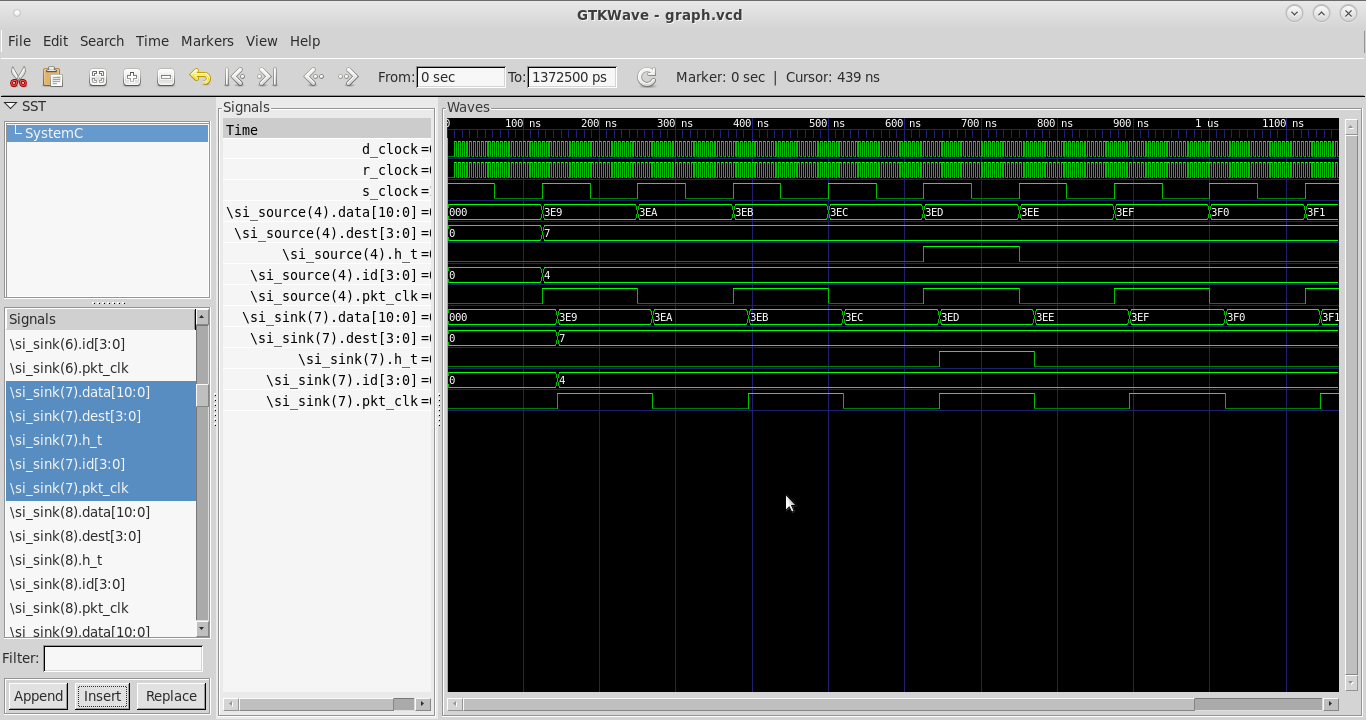 GTKWave - graph.vcd
File Edit Search Time Markers View Help
From: 0 sec To: 1372500 ps Marker: 0 sec | Cursor: 439 ns
SST
SystemC
Signals
\si_sink(6).id[3:0]
\si_sink(6).pkt_clk
\si_sink(7).data[10:0]
\si_sink(7).dest[3:0]
\si_sink(7).h_t
\si_sink(7).id[3:0]
\si_sink(7).pkt_clk
\si_sink(8).data[10:0]
\si_sink(8).dest[3:0]
\si_sink(8).h_t
\si_sink(8).id[3:0]
\si_sink(8).pkt_clk
\si_sink(9).data[10:0]
Filter:
Append Insert Replace
Signals
Time
d_clock =
r_clock =
s_clock =
\si_source(4).data[10:0] =
\si_source(4).dest[3:0] =
\si_source(4).h_t =
\si_source(4).id[3:0] =
\si_source(4).pkt_clk =
\si_sink(7).data[10:0] =
\si_sink(7).dest[3:0] =
\si_sink(7).h_t =
\si_sink(7).id[3:0] =
\si_sink(7).pkt_clk =
Waves
0 100 ns 200 ns 300 ns 400 ns 500 ns 600 ns 700 ns 800 ns 900 ns 1 us 1100 ns
000 3E9 3EA 3EB 3EC 3ED 3EE 3EF 3F0 3F1
0 7
0 4
000 3E9 3EA 3EB 3EC 3ED 3EE 3EF 3F0 3F1
0 7
0 4